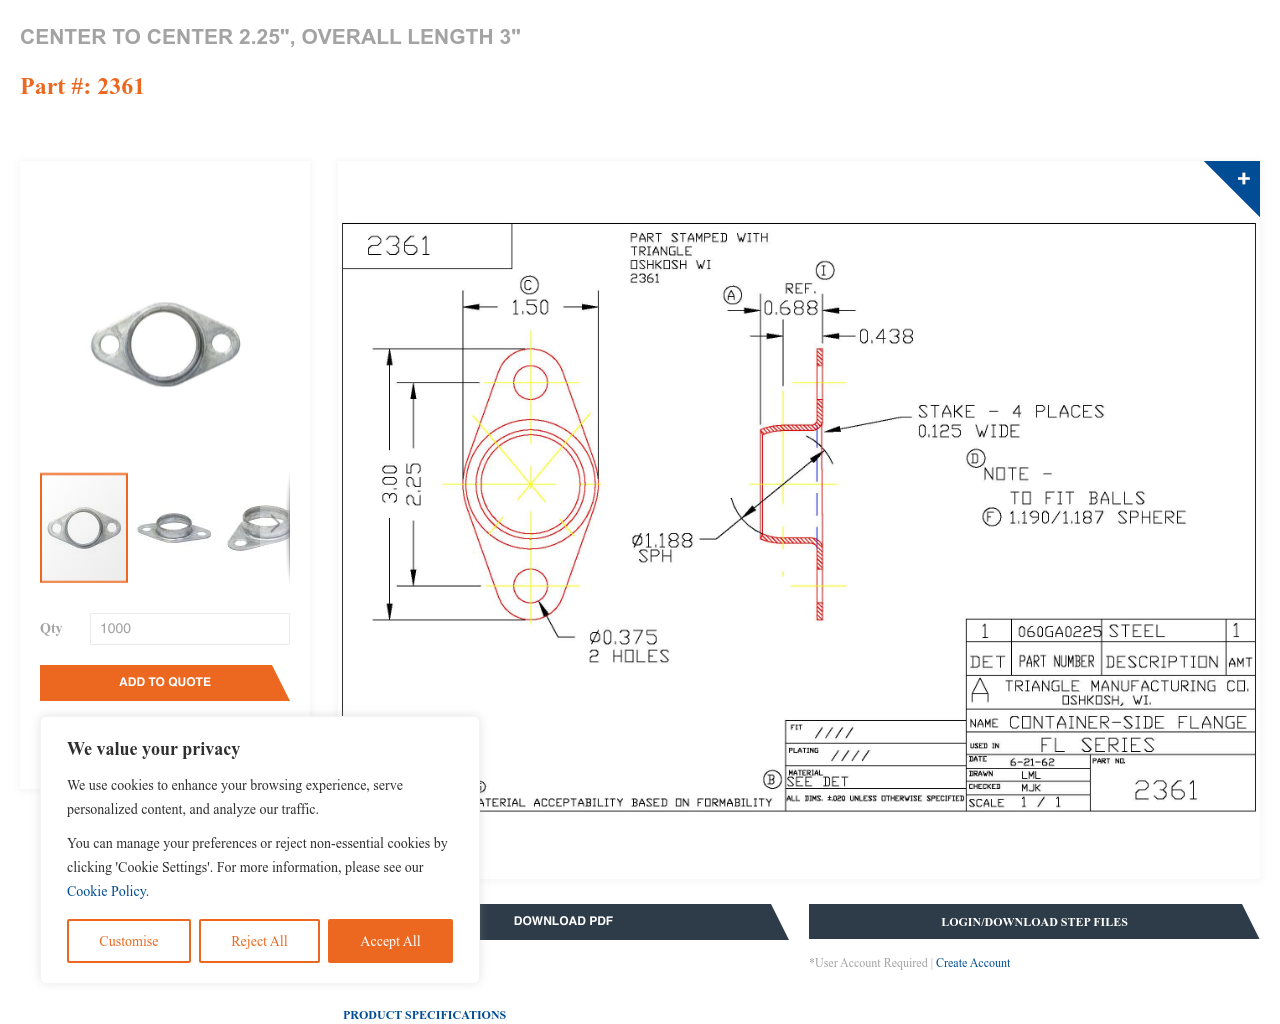 CENTER TO CENTER 2.25", OVERALL LENGTH 3"
Part #: 2361
+
2361
PART STAMPED WITH
TRIANGLE
OSHKOSH WI
2361
C
1.50
A
I
REF.
0.688
0.438
STAKE - 4 PLACES
0.125 WIDE
D
NOTE -
TO FIT BALLS
F 1.190/1.187 SPHERE
3.00
2.25
Ø1.188
SPH
Ø0.375
2 HOLES
1 060GA0225 STEEL 1
DET PART NUMBER DESCRIPTION AMT
A TRIANGLE MANUFACTURING CO.
OSHKOSH, WI.
NAME CONTAINER-SIDE FLANGE
USED IN FL SERIES
DATE 6-21-62
DRAWN LML
CHECKED MJK
SCALE 1 / 1
PART NO.
2361
FIT ////
PLATING ////
B
MATERIAL
SEE DET
ALL DIMS. ±.020 UNLESS OTHERWISE SPECIFIED
ATERIAL ACCEPTABILITY BASED ON FORMABILITY
Qty
1000
ADD TO QUOTE
We value your privacy
We use cookies to enhance your browsing experience, serve
personalized content, and analyze our traffic.
You can manage your preferences or reject non-essential cookies by
clicking 'Cookie Settings'. For more information, please see our
Cookie Policy.
Customise
Reject All
Accept All
DOWNLOAD PDF
LOGIN/DOWNLOAD STEP FILES
*User Account Required | Create Account
PRODUCT SPECIFICATIONS